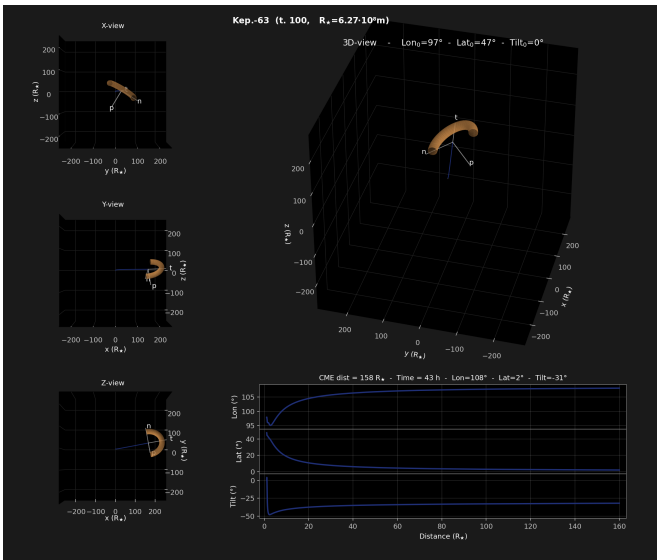 Kep.-63 (t. 100, R★=6.27·10⁸m)
X-view
200
100
0
−100
−200
z (R★)
p
n
−200
−100
0
100
200
y (R★)
Y-view
200
100
0
−100
−200
z (R★)
t
p
−200
−100
0
100
200
x (R★)
Z-view
200
100
0
−100
−200
y (R★)
n
t
−200
−100
0
100
200
x (R★)
3D-view - Lon₀=97° - Lat₀=47° - Tilt₀=0°
t
n
p
200
100
0
−100
−200
z (R★)
200
100
0
−100
−200
y (R★)
200
100
0
−100
−200
x (R★)
CME dist = 158 R★ - Time = 43 h - Lon=108° - Lat=2° - Tilt=-31°
105
100
95
Lon (°)
40
20
0
Lat (°)
0
−25
−50
Tilt (°)
0
20
40
60
80
100
120
140
160
Distance (R★)